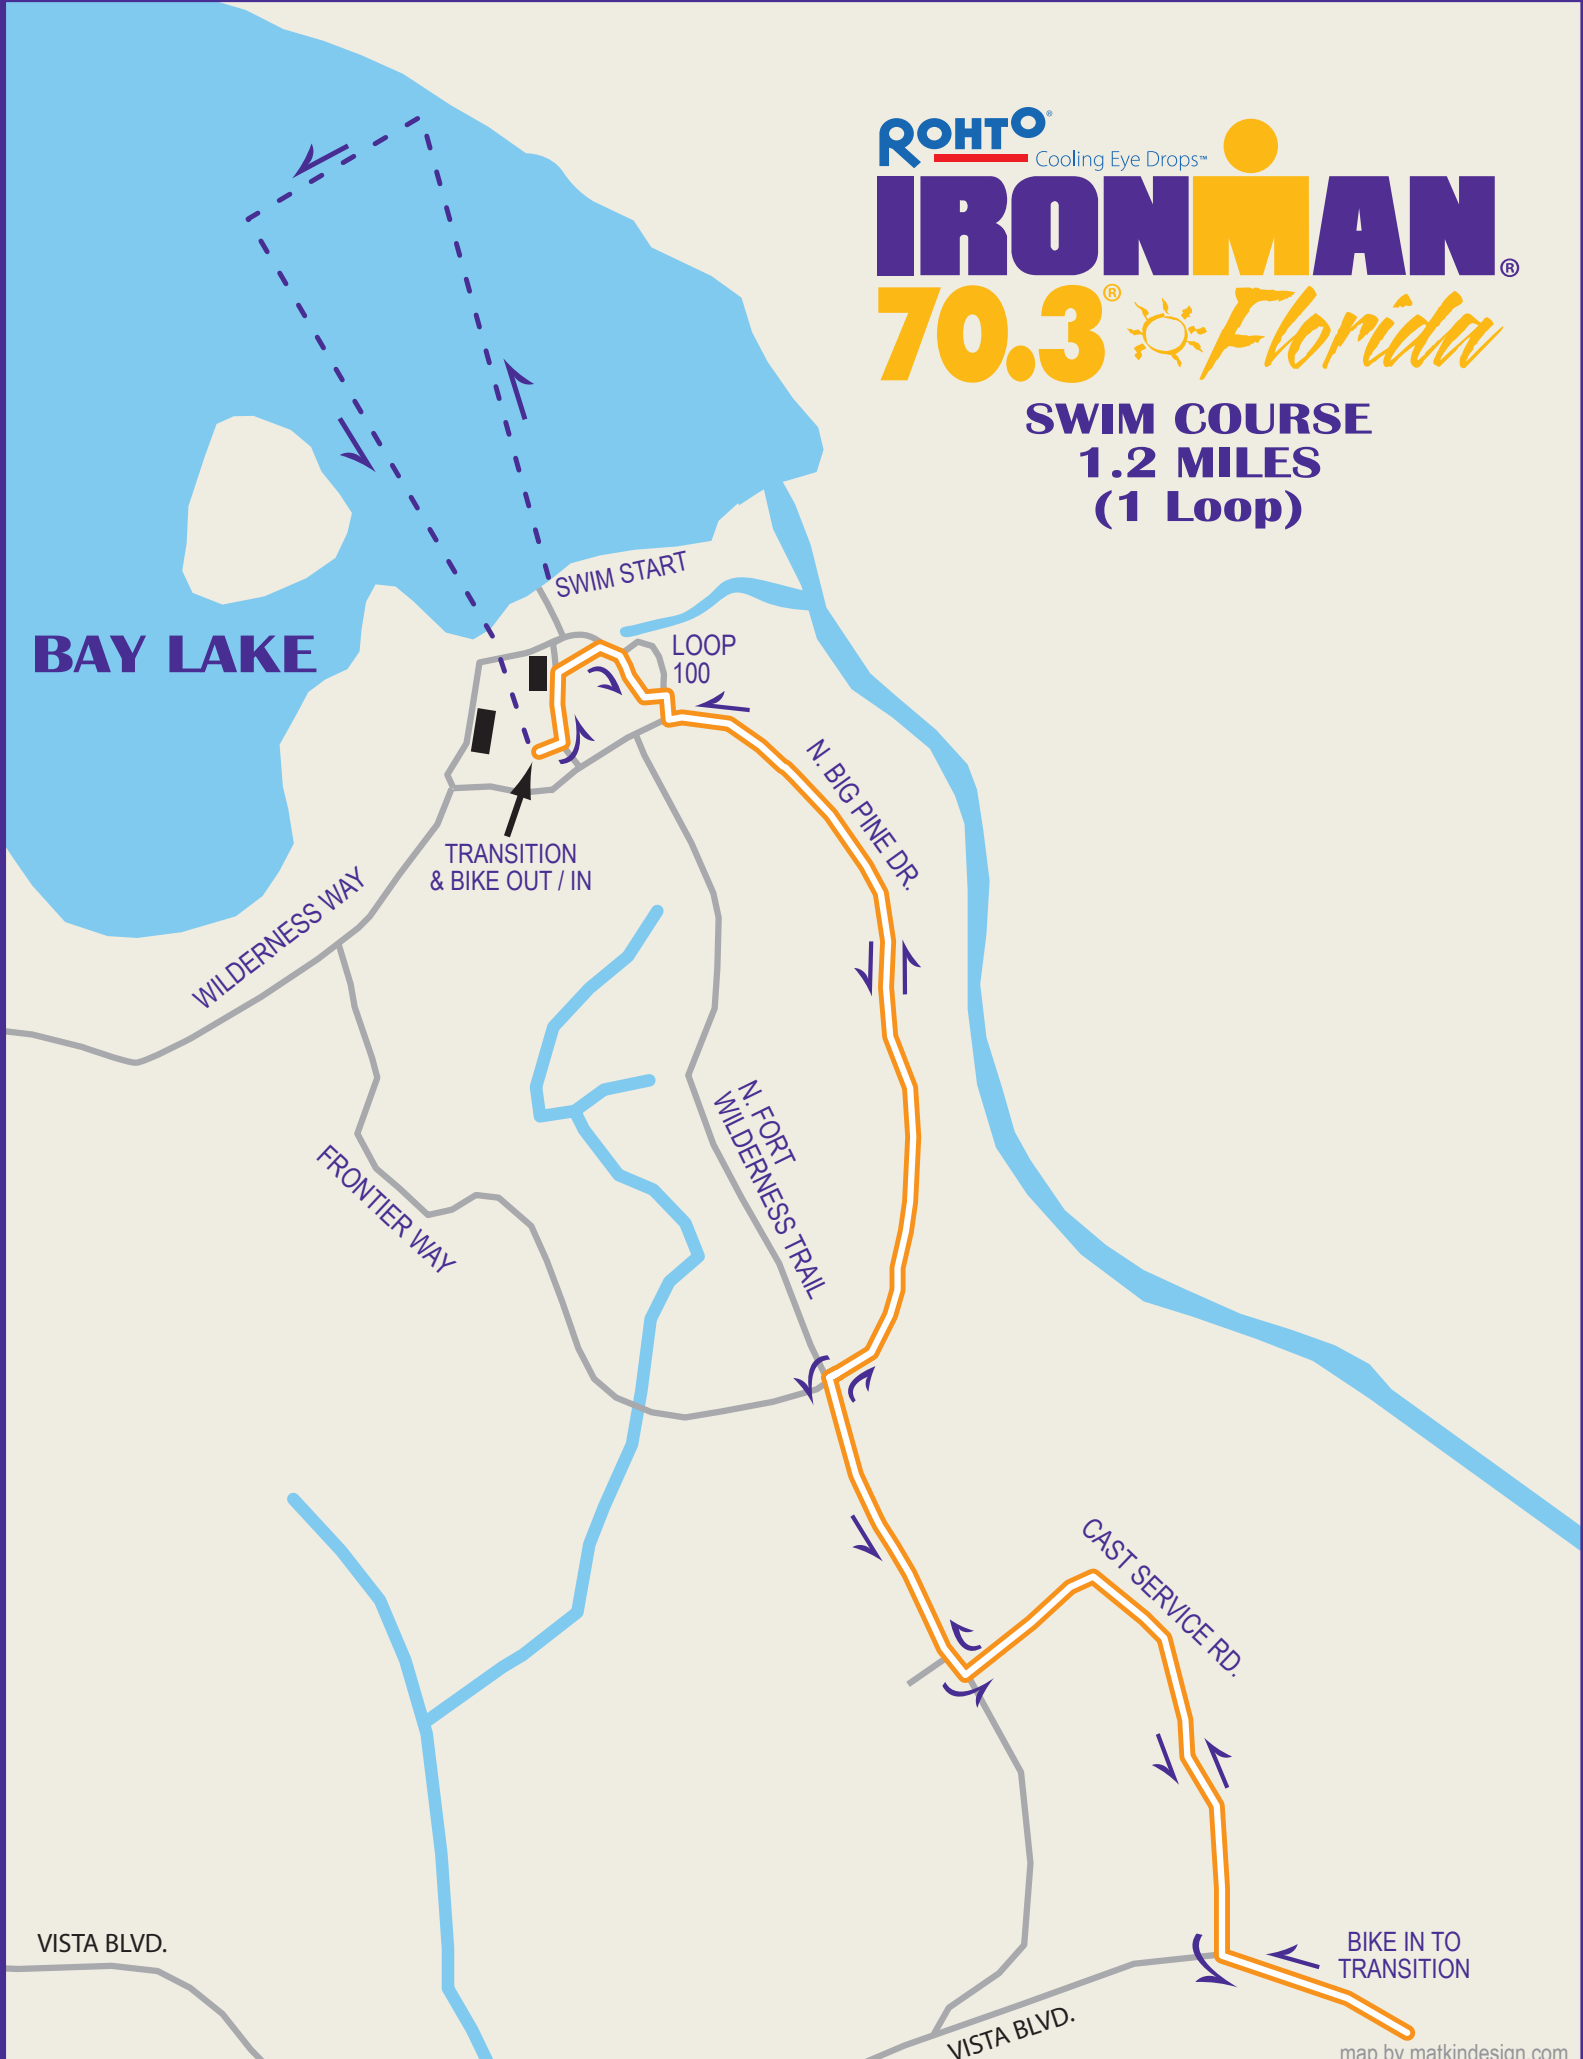 ROHTO®
Cooling Eye Drops™
IRONMAN®
70.3® Florida
SWIM COURSE
1.2 MILES
(1 Loop)
SWIM START
BAY LAKE
LOOP
100
N. BIG PINE DR.
TRANSITION
& BIKE OUT / IN
WILDERNESS WAY
N. FORT
WILDERNESS TRAIL
FRONTIER WAY
CAST SERVICE RD.
VISTA BLVD.
BIKE IN TO
TRANSITION
VISTA BLVD.
map by matkindesign.com